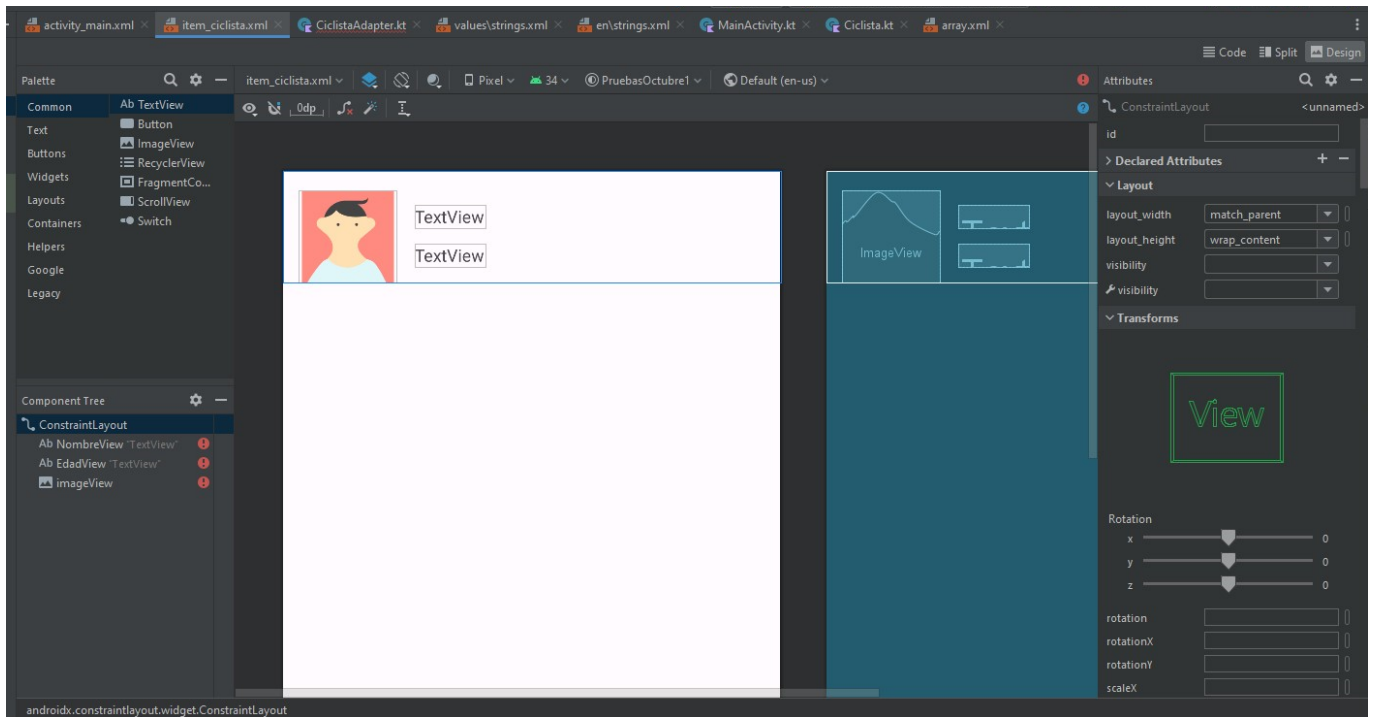 activity_main.xml × item_ciclista.xml × CiclistaAdapter.kt × values\strings.xml × en\strings.xml × MainActivity.kt × Ciclista.kt × array.xml ×
Code Split Design
Palette
Common
Text
Buttons
Widgets
Layouts
Containers
Helpers
Google
Legacy
Ab TextView
Button
ImageView
RecyclerView
FragmentCo...
ScrollView
Switch
item_ciclista.xml Pixel 34 PruebasOctubre1 Default (en-us)
0dp
TextView
TextView
ImageView
Component Tree
ConstraintLayout
Ab NombreView "TextView"
Ab EdadView "TextView"
imageView
Attributes
ConstraintLayout <unnamed>
id
Declared Attributes
Layout
layout_width match_parent
layout_height wrap_content
visibility
visibility
Transforms
View
Rotation
x 0
y 0
z 0
rotation
rotationX
rotationY
scaleX
androidx.constraintlayout.widget.ConstraintLayout